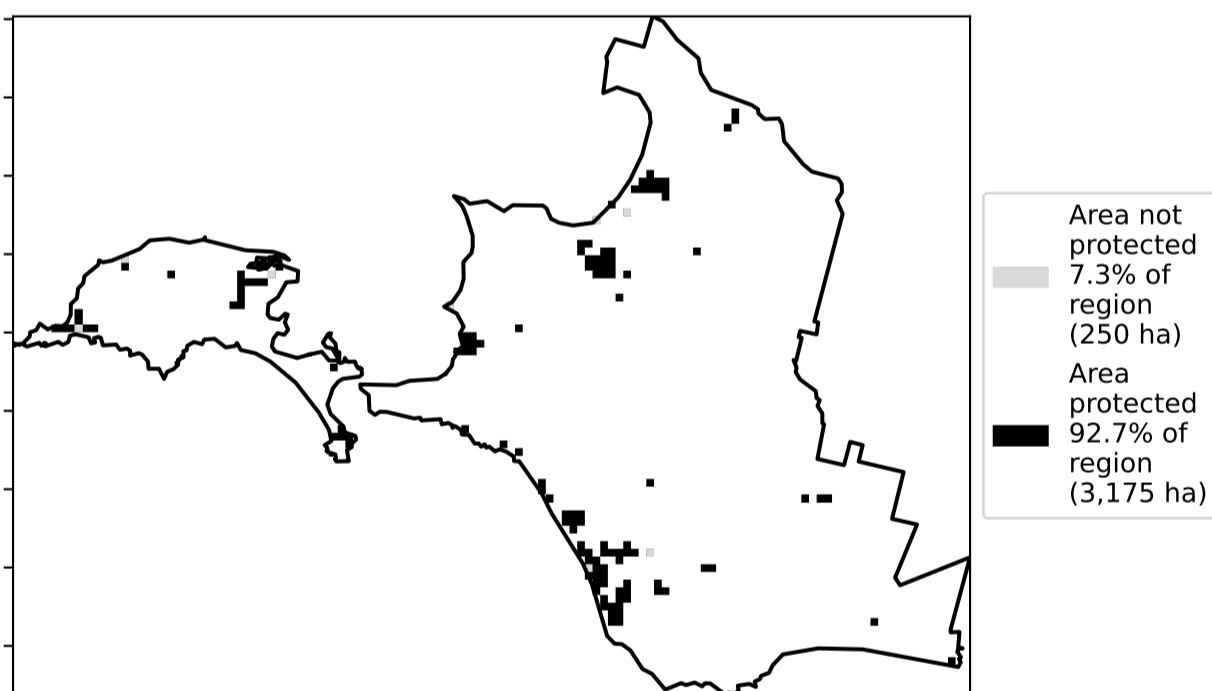 Area not
protected
7.3% of
region
(250 ha)
Area
protected
92.7% of
region
(3,175 ha)